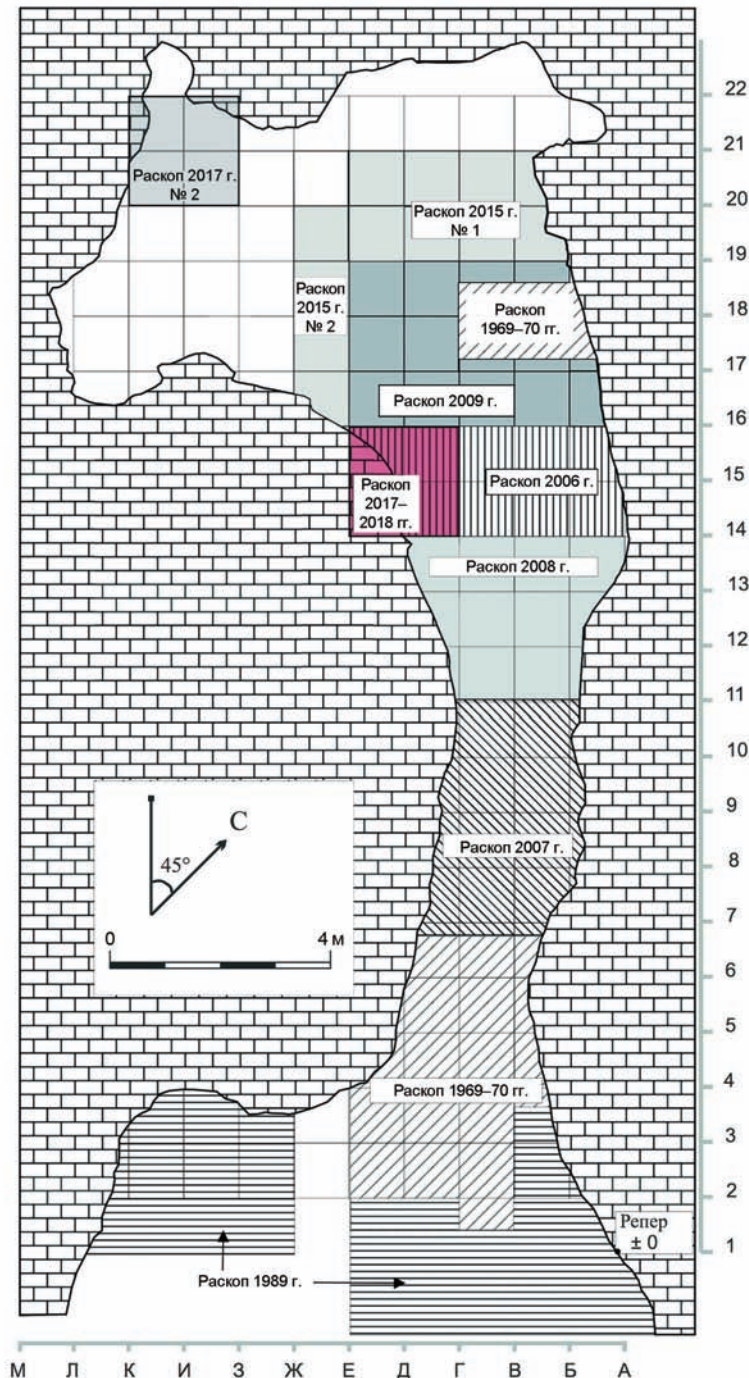 22
21
20
19
18
17
16
15
14
13
12
11
10
9
8
7
6
5
4
3
2
1
Раскоп 2017 г.
№ 2
Раскоп 2015 г.
№ 1
Раскоп
2015 г.
№ 2
Раскоп
1969–70 гг.
Раскоп 2009 г.
Раскоп
2017–
2018 гг.
Раскоп 2006 г.
Раскоп 2008 г.
45°
С
0
4 м
Раскоп 2007 г.
Раскоп 1969–70 гг.
Репер
± 0
Раскоп 1989 г.
М Л К И З Ж Е Д Г В Б А